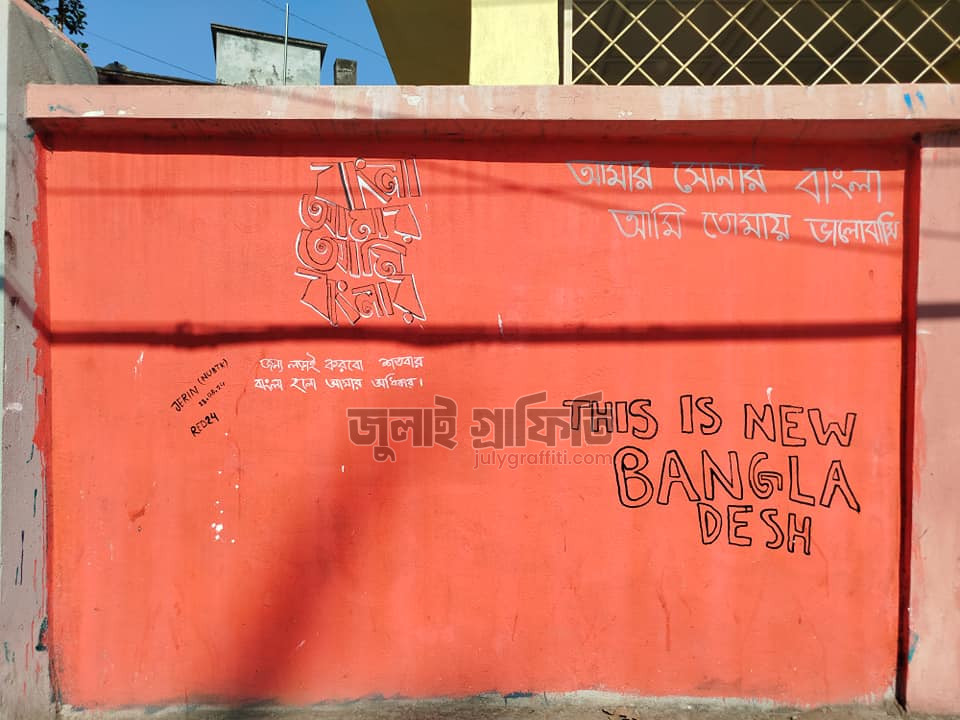 বাংলা
আমার
আমি
বাংলার
আমার সোনার বাংলা
আমি তোমায় ভালোবাসি
জন্য লড়াই করবো শতবার
বাংলা হলো আমার অধিকার।
JERIN (NUBTK)
RED24
জুলাই গ্রাফিতি
julygraffiti.com
THIS IS NEW
BANGLA
DESH